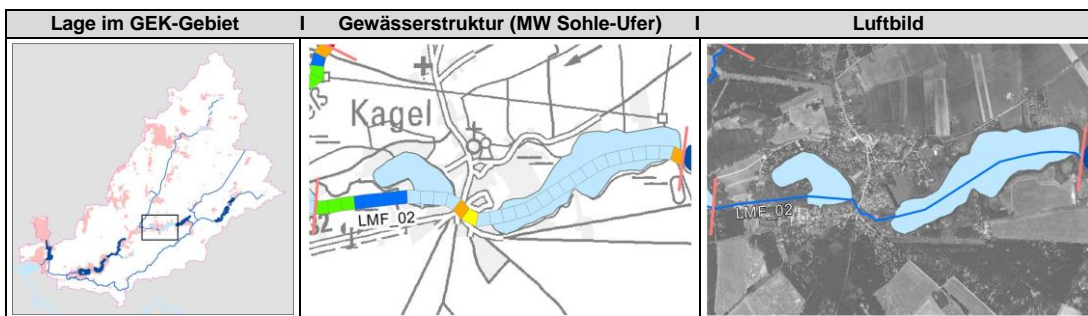 Lage im GEK-Gebiet I Gewässerstruktur (MW Sohle-Ufer) I Luftbild
Kagel
LMF_02
LMF_02